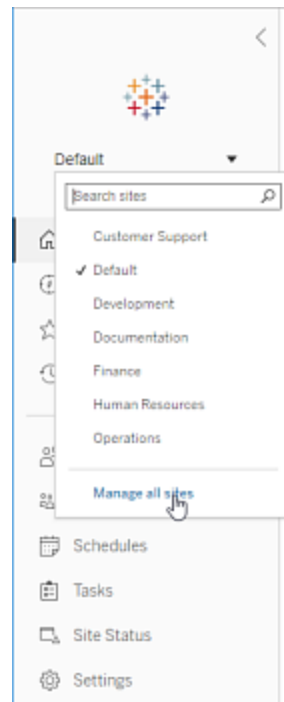 Default
Search sites
Customer Support
Default
Development
Documentation
Finance
Human Resources
Operations
Manage all sites
Schedules
Tasks
Site Status
Settings